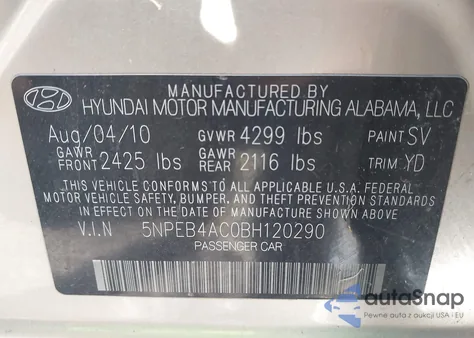 MANUFACTURED BY
HYUNDAI MOTOR MANUFACTURING ALABAMA, LLC
Aug/04/10 GVWR 4299 lbs PAINT SV
GAWR FRONT 2425 lbs GAWR REAR 2116 lbs TRIM YD
THIS VEHICLE CONFORMS TO ALL APPLICABLE U.S.A. FEDERAL
MOTOR VEHICLE SAFETY, BUMPER, AND THEFT PREVENTION STANDARDS
IN EFFECT ON THE DATE OF MANUFACTURE SHOWN ABOVE.
V.I.N 5NPEB4AC0BH120290
PASSENGER CAR
autaSnap
Pewne auta z aukcji USA i EU